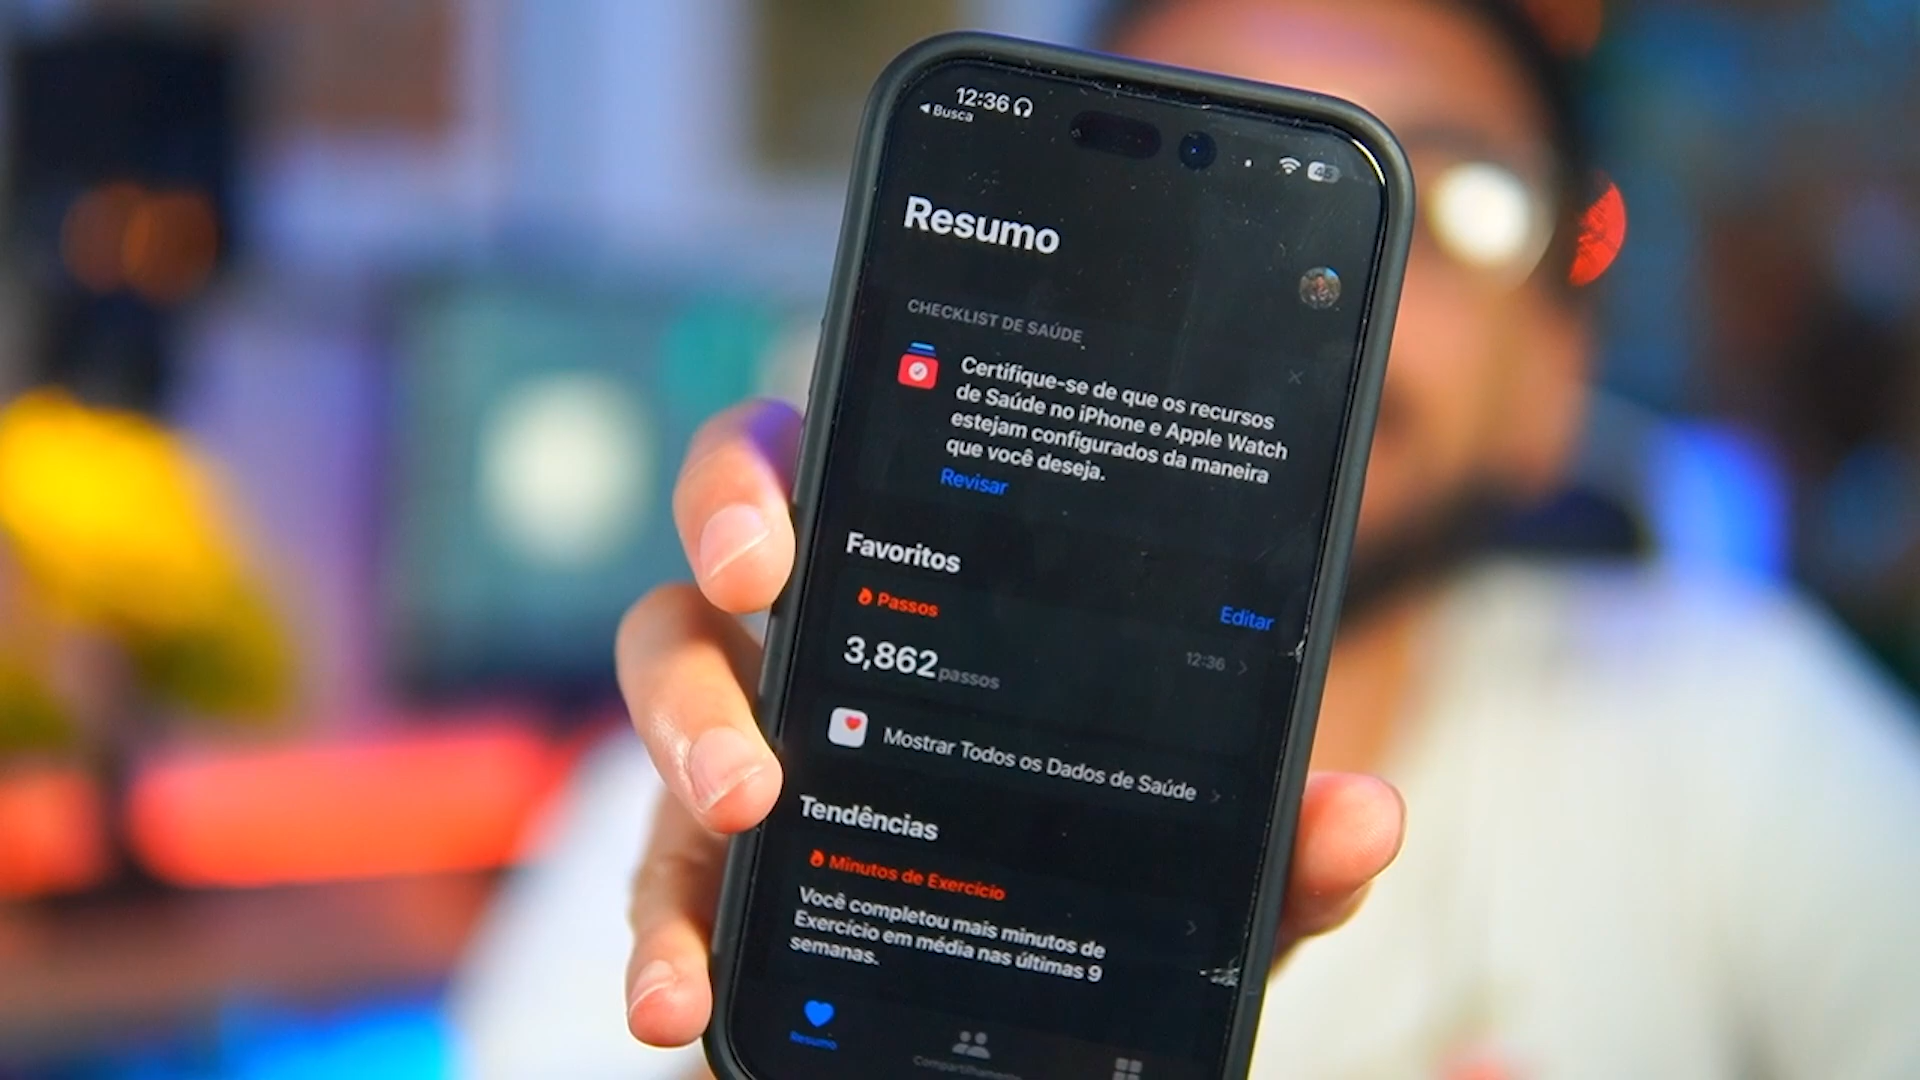 12:36
◀ Busca
45
Resumo
CHECKLIST DE SAÚDE
Certifique-se de que os recursos
de Saúde no iPhone e Apple Watch
estejam configurados da maneira
que você deseja.
Revisar
Favoritos
Editar
Passos
12:36
3,862 passos
Mostrar Todos os Dados de Saúde
Tendências
Minutos de Exercício
Você completou mais minutos de
Exercício em média nas últimas 9
semanas.
Resumo
Compartilhamento